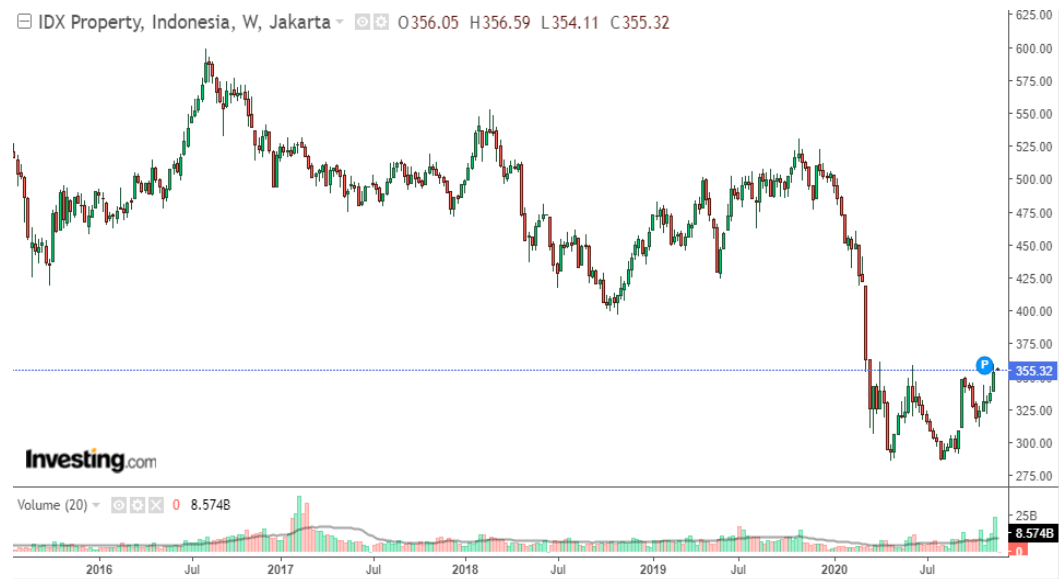 IDX Property, Indonesia, W, Jakarta O356.05 H356.59 L354.11 C355.32
625.00
600.00
575.00
550.00
525.00
500.00
475.00
450.00
425.00
400.00
375.00
P
355.32
325.00
300.00
275.00
Investing.com
Volume (20) 0 8.574B
25B
8.574B
0
2016 Jul 2017 Jul 2018 Jul 2019 Jul 2020 Jul